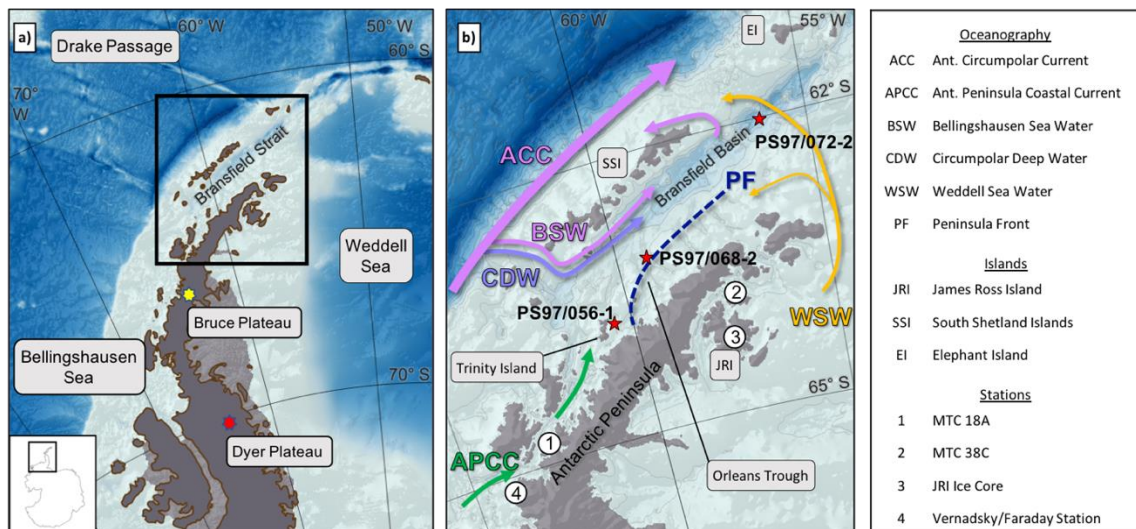 a)
60° W
50° W
Drake Passage
60° S
70° W
Bransfield Strait
Weddell Sea
Bruce Plateau
Bellingshausen Sea
70° S
Dyer Plateau
b)
60° W
55° W
EI
62° S
ACC
SSI
Bransfield Basin
PS97/072-2
PF
BSW
CDW
PS97/068-2
PS97/056-1
2
WSW
3
Trinity Island
JRI
65° S
Antarctic Peninsula
1
APCC
Orleans Trough
4
Oceanography
ACC Ant. Circumpolar Current
APCC Ant. Peninsula Coastal Current
BSW Bellingshausen Sea Water
CDW Circumpolar Deep Water
WSW Weddell Sea Water
PF Peninsula Front
Islands
JRI James Ross Island
SSI South Shetland Islands
EI Elephant Island
Stations
1 MTC 18A
2 MTC 38C
3 JRI Ice Core
4 Vernadsky/Faraday Station